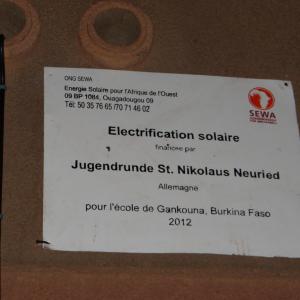 ONG SEWA
Energie Solaire pour l'Afrique de l'Ouest
09 BP 1084, Ouagadougou 09
Tél: 50 35 76 65 /70 71 46 02
SEWA
Electrification solaire
financée par
Jugendrunde St. Nikolaus Neuried
Allemagne
pour l'école de Gankouna, Burkina Faso
2012